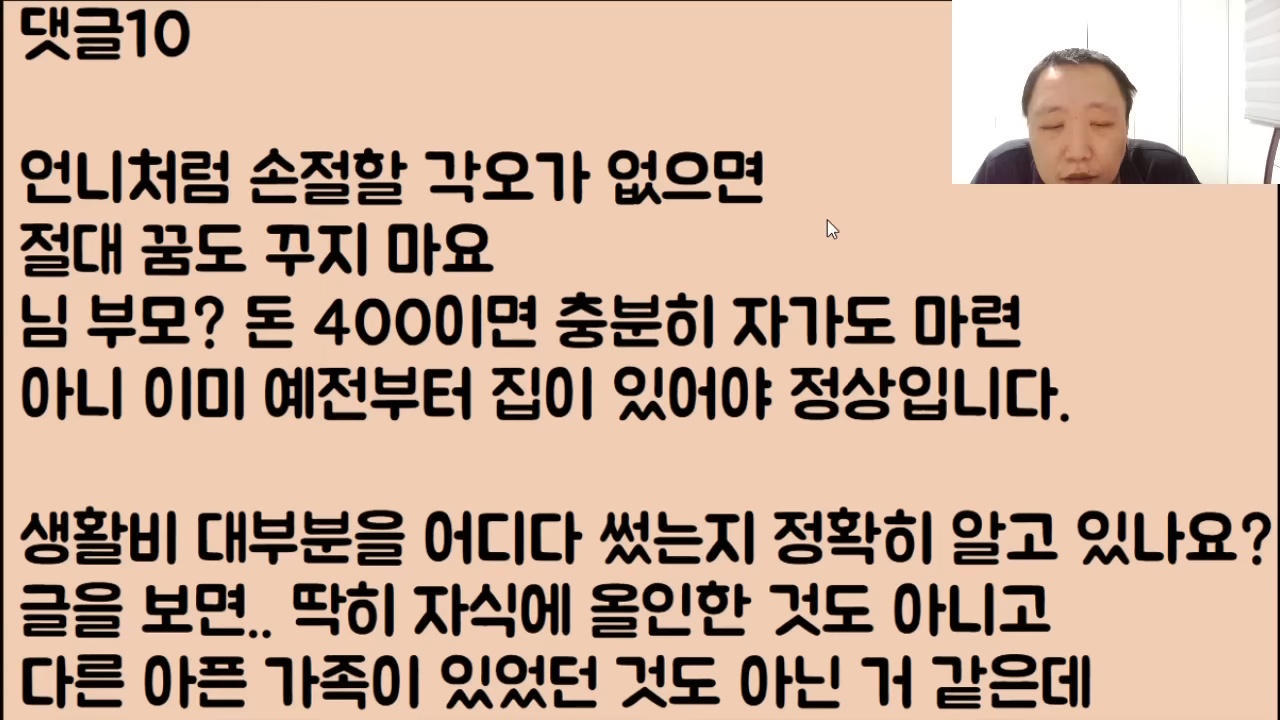 댓글10
언니처럼 손절할 각오가 없으면
절대 꿈도 꾸지 마요
님 부모? 돈 400이면 충분히 자가도 마련
아니 이미 예전부터 집이 있어야 정상입니다.
생활비 대부분을 어디다 썼는지 정확히 알고 있나요?
글을 보면.. 딱히 자식에 올인한 것도 아니고
다른 아픈 가족이 있었던 것도 아닌 거 같은데